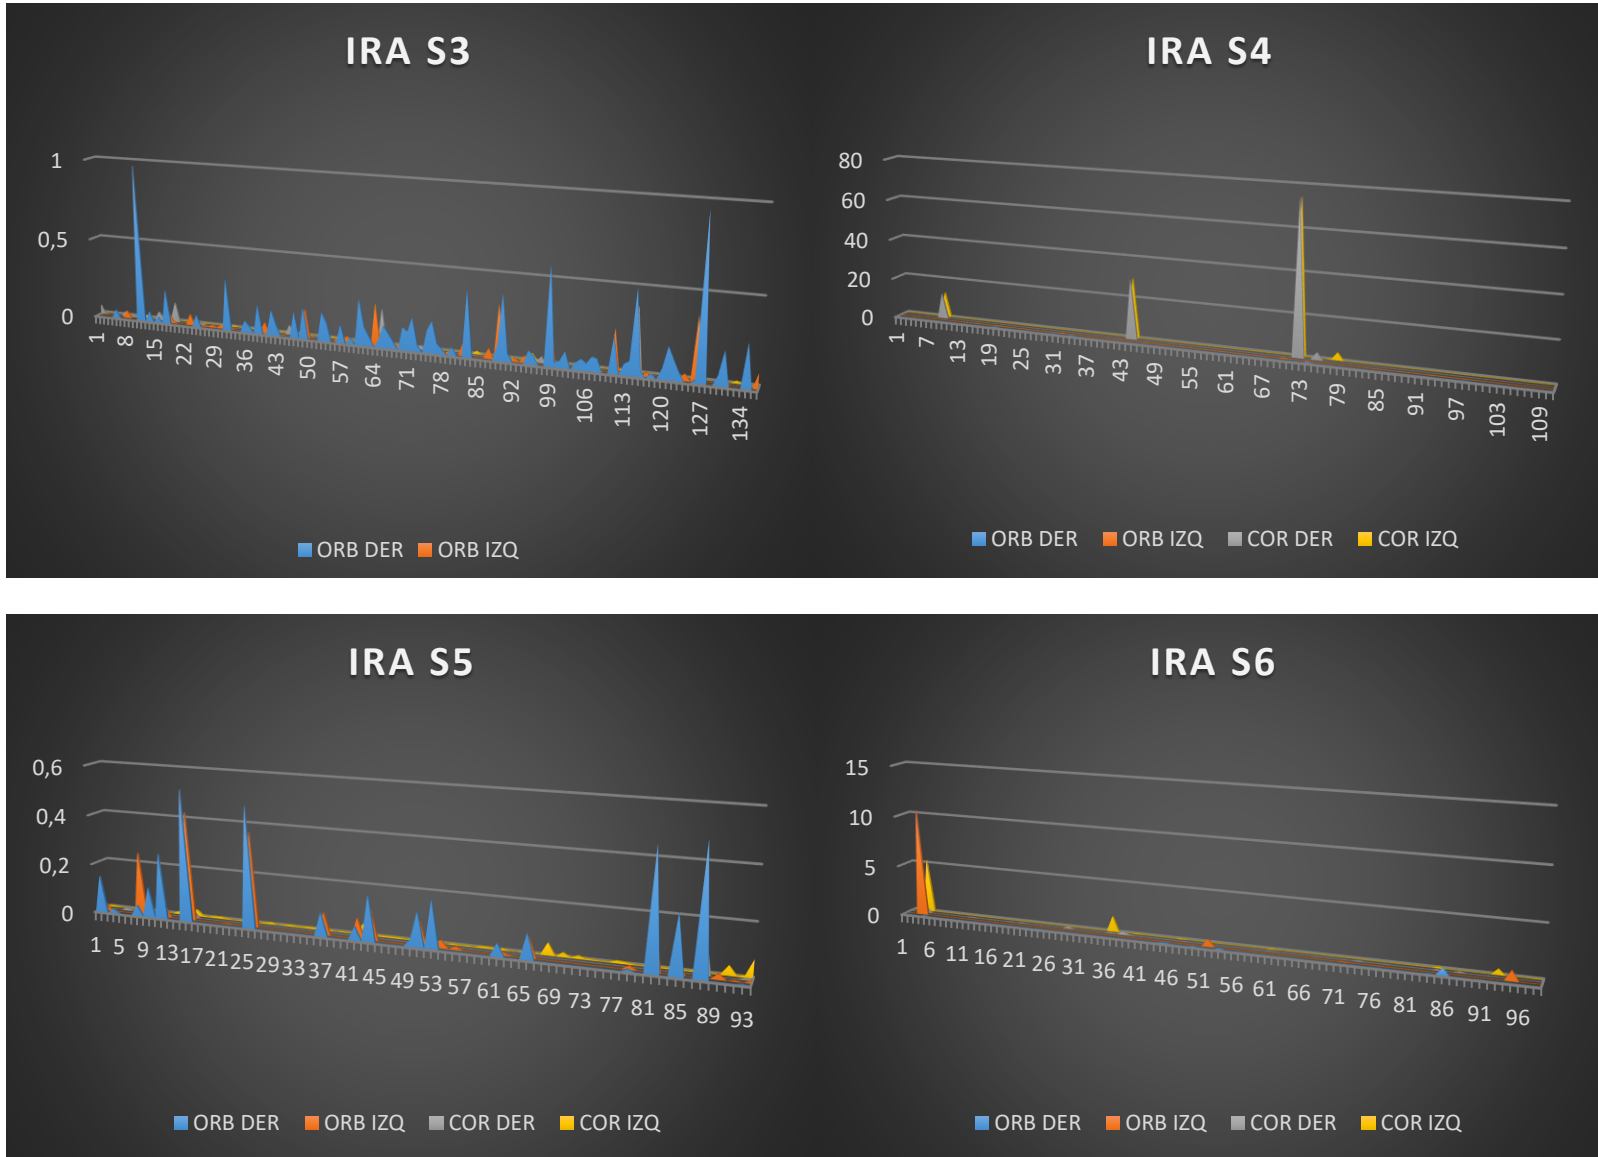 IRA S3
1
0,5
0
1 8 15 22 29 36 43 50 57 64 71 78 85 92 99 106 113 120 127 134
ORB DER ORB IZQ
IRA S4
80
60
40
20
0
1 7 13 19 25 31 37 43 49 55 61 67 73 79 85 91 97 103 109
ORB DER ORB IZQ COR DER COR IZQ
IRA S5
0,6
0,4
0,2
0
1 5 9 13 17 21 25 29 33 37 41 45 49 53 57 61 65 69 73 77 81 85 89 93
ORB DER ORB IZQ COR DER COR IZQ
IRA S6
15
10
5
0
1 6 11 16 21 26 31 36 41 46 51 56 61 66 71 76 81 86 91 96
ORB DER ORB IZQ COR DER COR IZQ